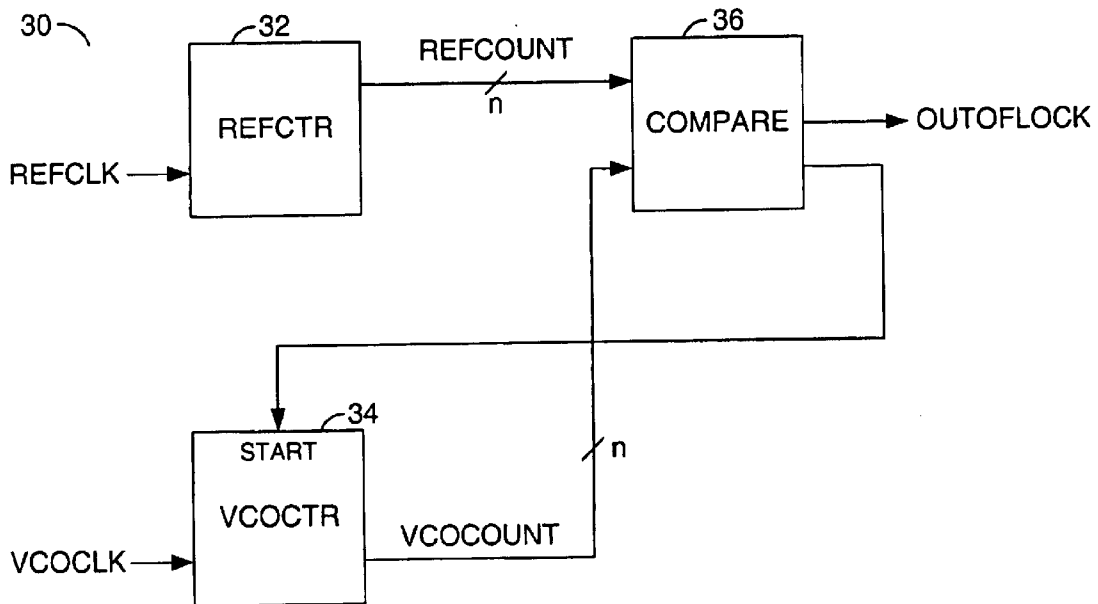 30
32
REFCOUNT
36
n
REFCTR
COMPARE
OUTOFLOCK
REFCLK
34
START
n
VCOCTR
VCOCOUNT
VCOCLK